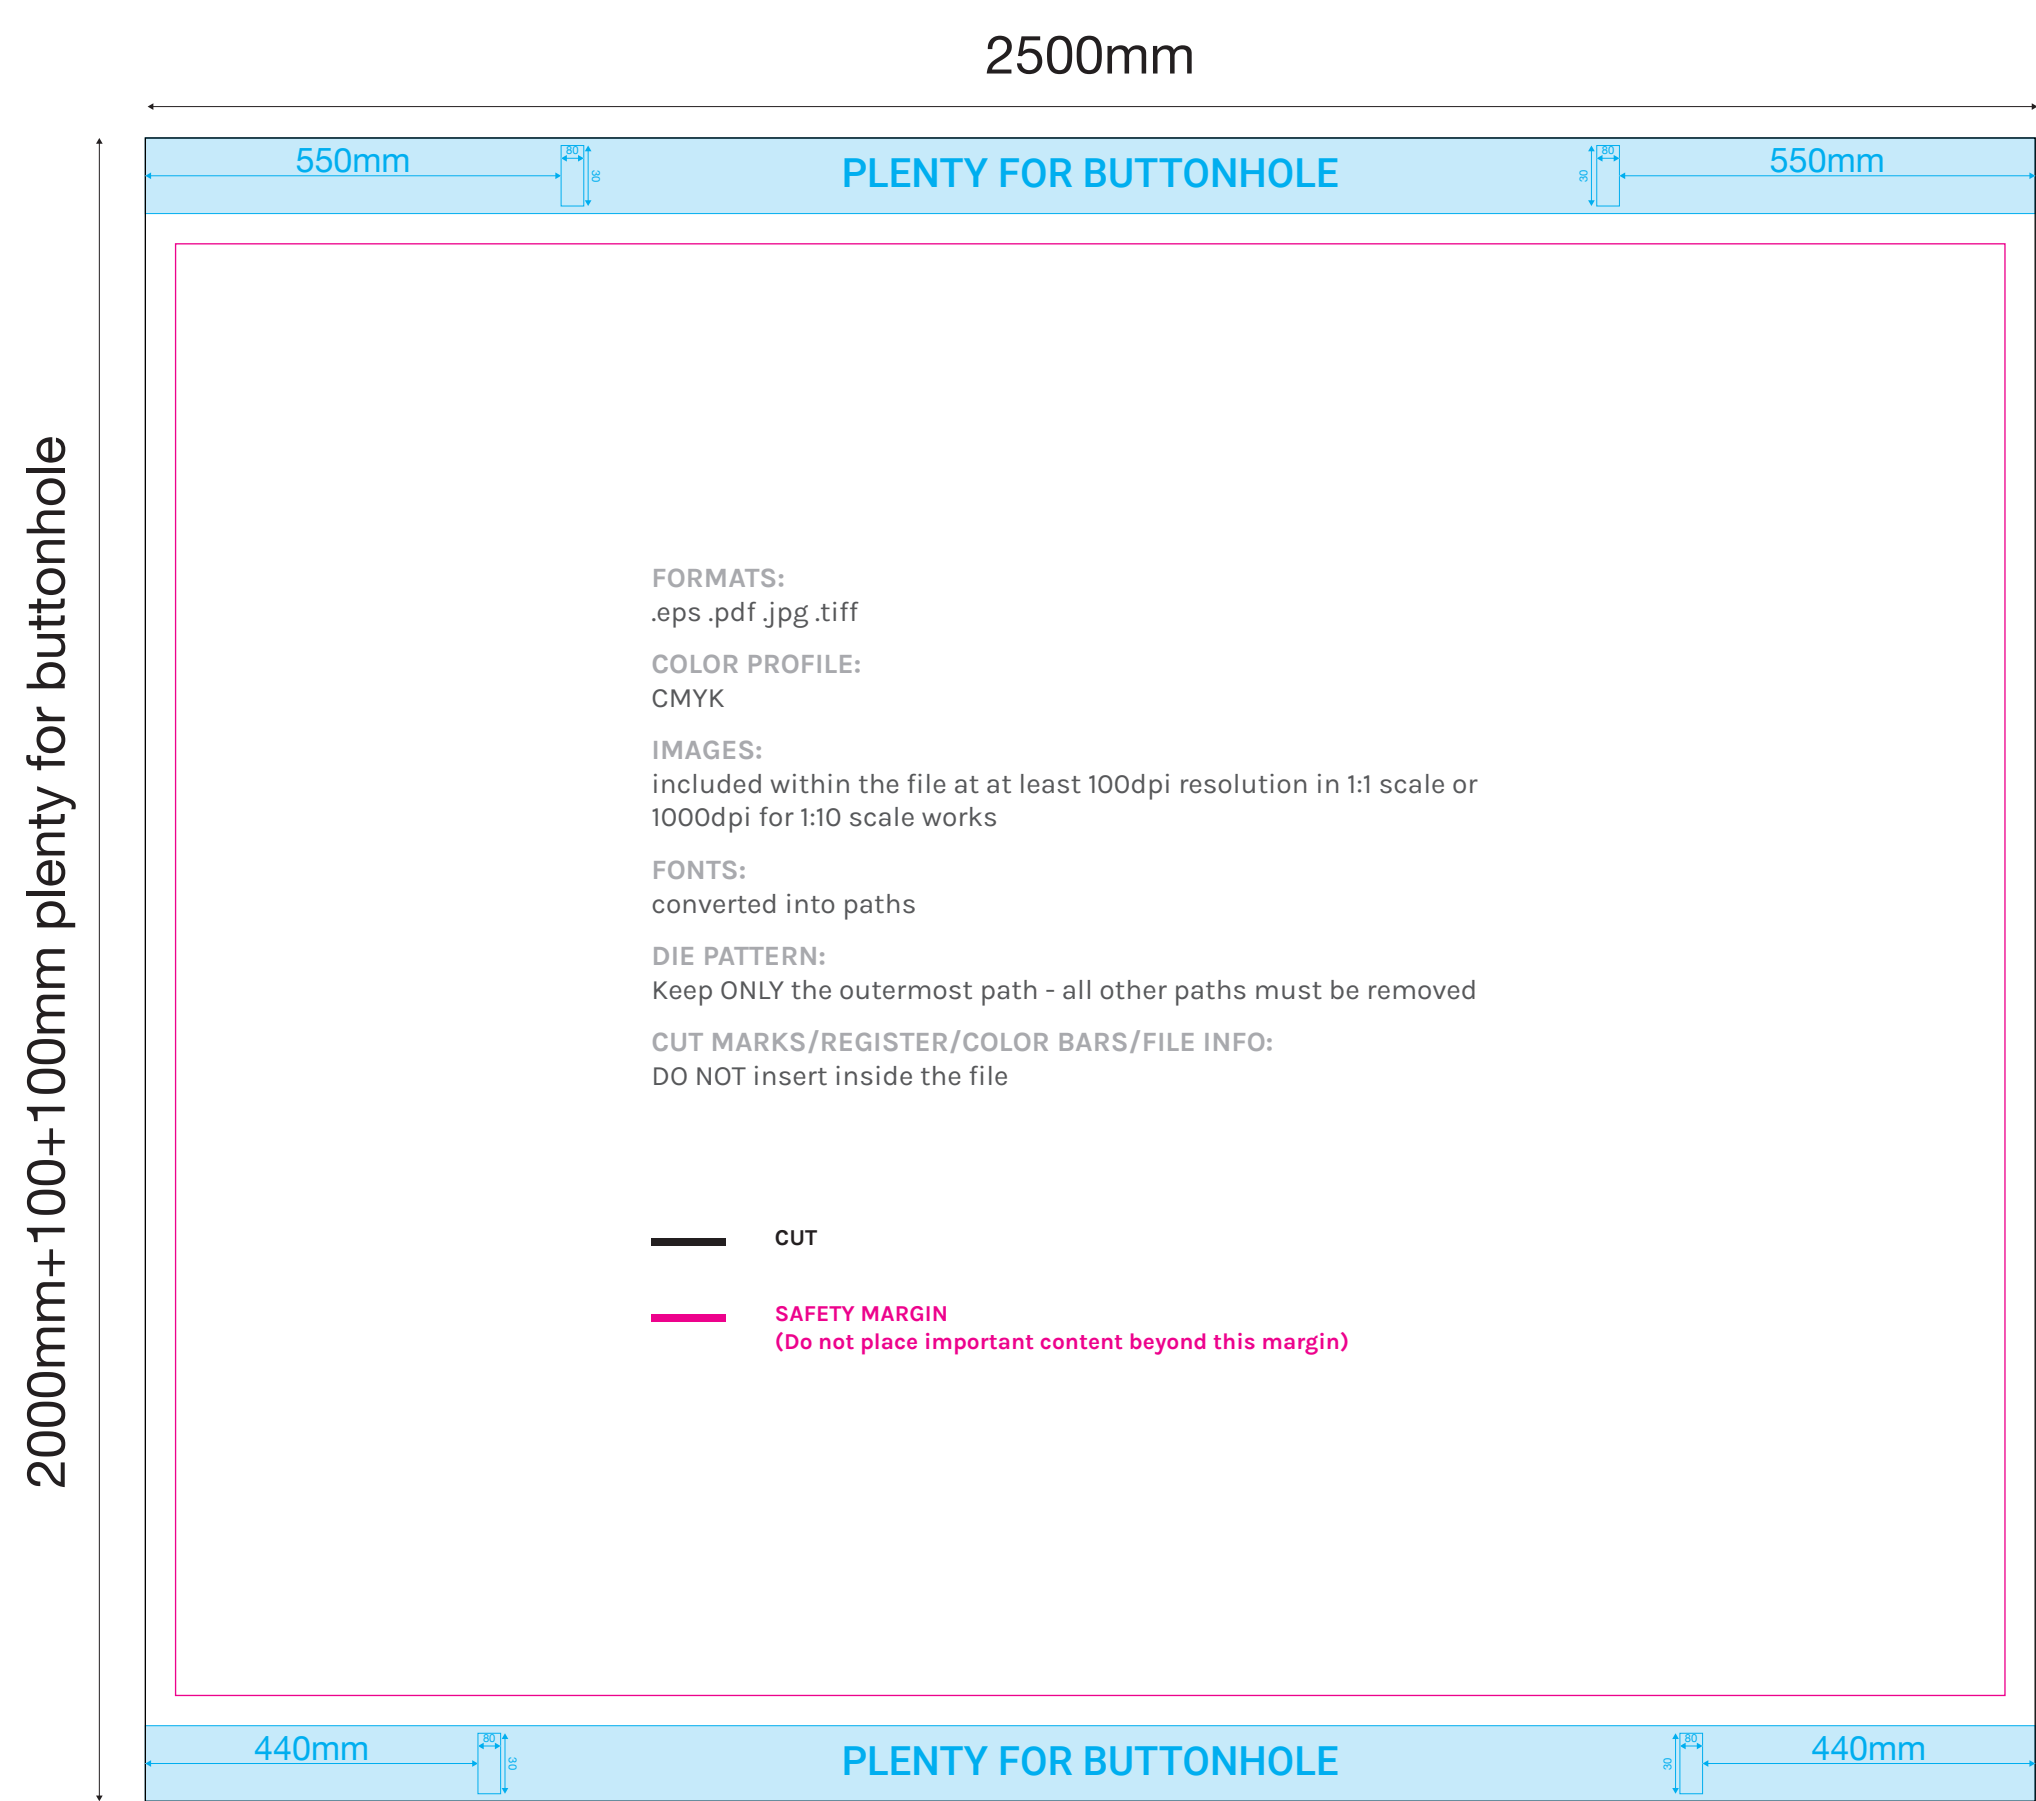 2500mm
550mm
80
30
PLENTY FOR BUTTONHOLE
30
80
550mm
2000mm+100+100mm plenty for buttonhole
FORMATS:
.eps .pdf .jpg .tiff
COLOR PROFILE:
CMYK
IMAGES:
included within the file at at least 100dpi resolution in 1:1 scale or
1000dpi for 1:10 scale works
FONTS:
converted into paths
DIE PATTERN:
Keep ONLY the outermost path - all other paths must be removed
CUT MARKS/REGISTER/COLOR BARS/FILE INFO:
DO NOT insert inside the file
CUT
SAFETY MARGIN
(Do not place important content beyond this margin)
440mm
80
30
PLENTY FOR BUTTONHOLE
30
80
440mm